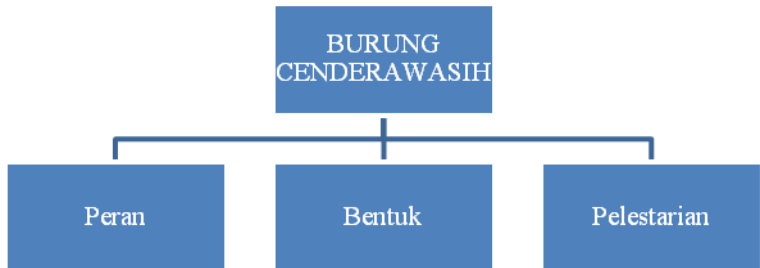 BURUNG
CENDERAWASIH
Peran
Bentuk
Pelestarian